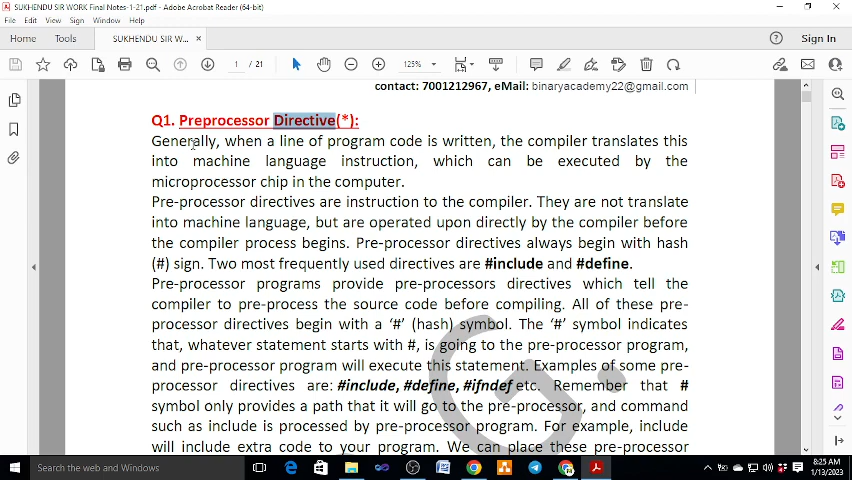 SUKHENDU SIR WORK Final Notes-1-21.pdf - Adobe Acrobat Reader (64-bit)
File Edit View Sign Window Help
Home Tools SUKHENDU SIR W... × Sign In
1 / 21 125%
contact: 7001212967, eMail: binaryacademy22@gmail.com
Q1. Preprocessor Directive(*):
Generally, when a line of program code is written, the compiler translates this
into machine language instruction, which can be executed by the
microprocessor chip in the computer.
Pre-processor directives are instruction to the compiler. They are not translate
into machine language, but are operated upon directly by the compiler before
the compiler process begins. Pre-processor directives always begin with hash
(#) sign. Two most frequently used directives are #include and #define.
Pre-processor programs provide pre-processors directives which tell the
compiler to pre-process the source code before compiling. All of these pre-
processor directives begin with a ‘#’ (hash) symbol. The ‘#’ symbol indicates
that, whatever statement starts with #, is going to the pre-processor program,
and pre-processor program will execute this statement. Examples of some pre-
processor directives are: #include, #define, #ifndef etc. Remember that #
symbol only provides a path that it will go to the pre-processor, and command
such as include is processed by pre-processor program. For example, include
will include extra code to your program. We can place these pre-processor
G.
Search the web and Windows
8:25 AM
1/13/2023